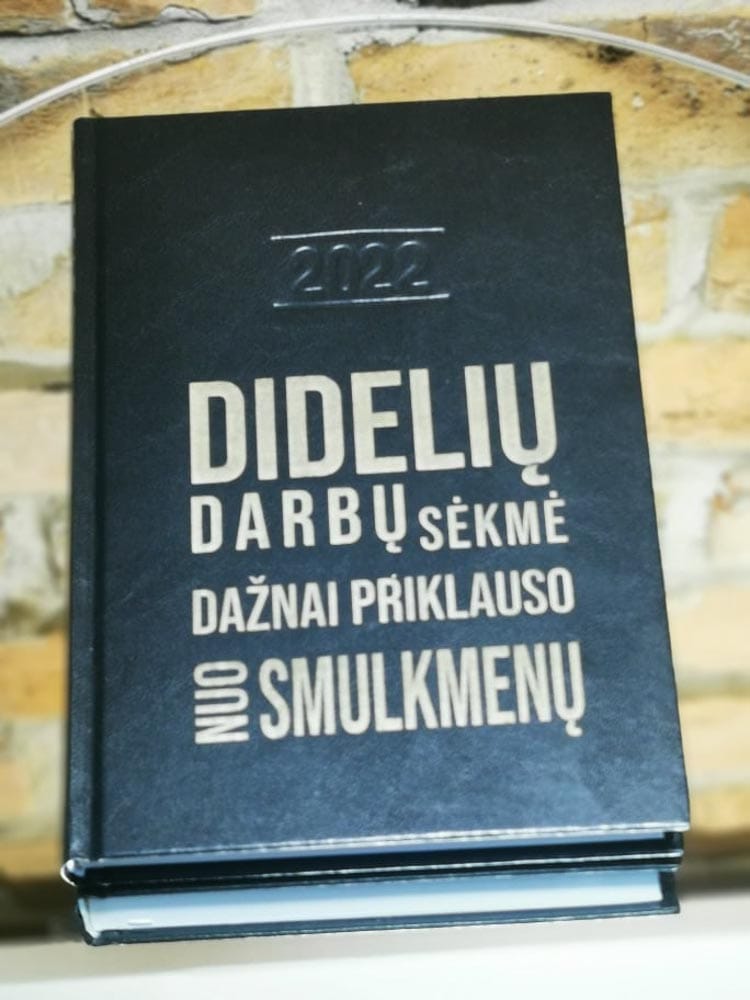 2022
DIDELIŲ
DARBŲ SĖKMĖ
DAŽNAI PRIKLAUSO
NUO SMULKMENŲ